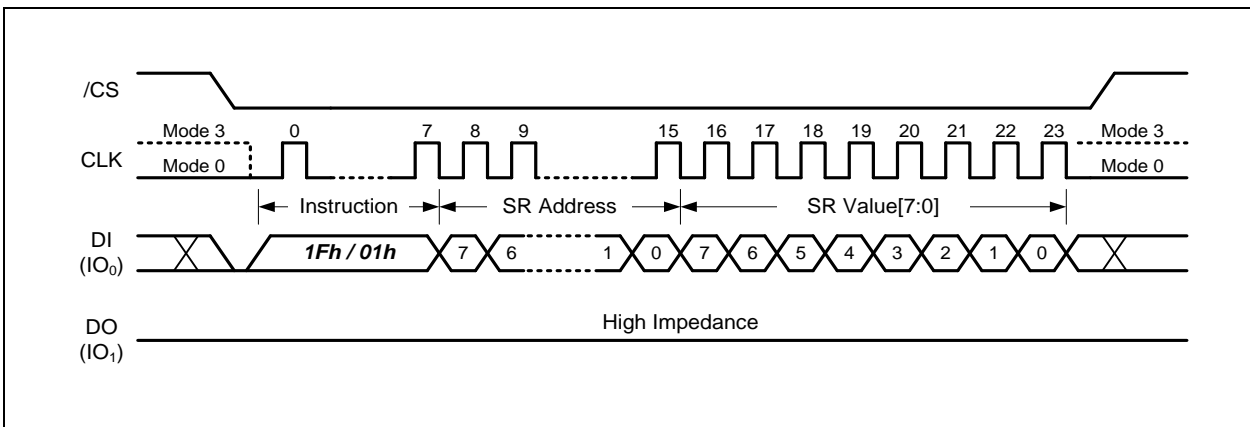 /CS
Mode 3 0 7 8 9 15 16 17 18 19 20 21 22 23 Mode 3
CLK
Mode 0 Mode 0
Instruction SR Address SR Value[7:0]
DI
(IO₀)
1Fh / 01h 7 6 1 0 7 6 5 4 3 2 1 0
High Impedance
DO
(IO₁)